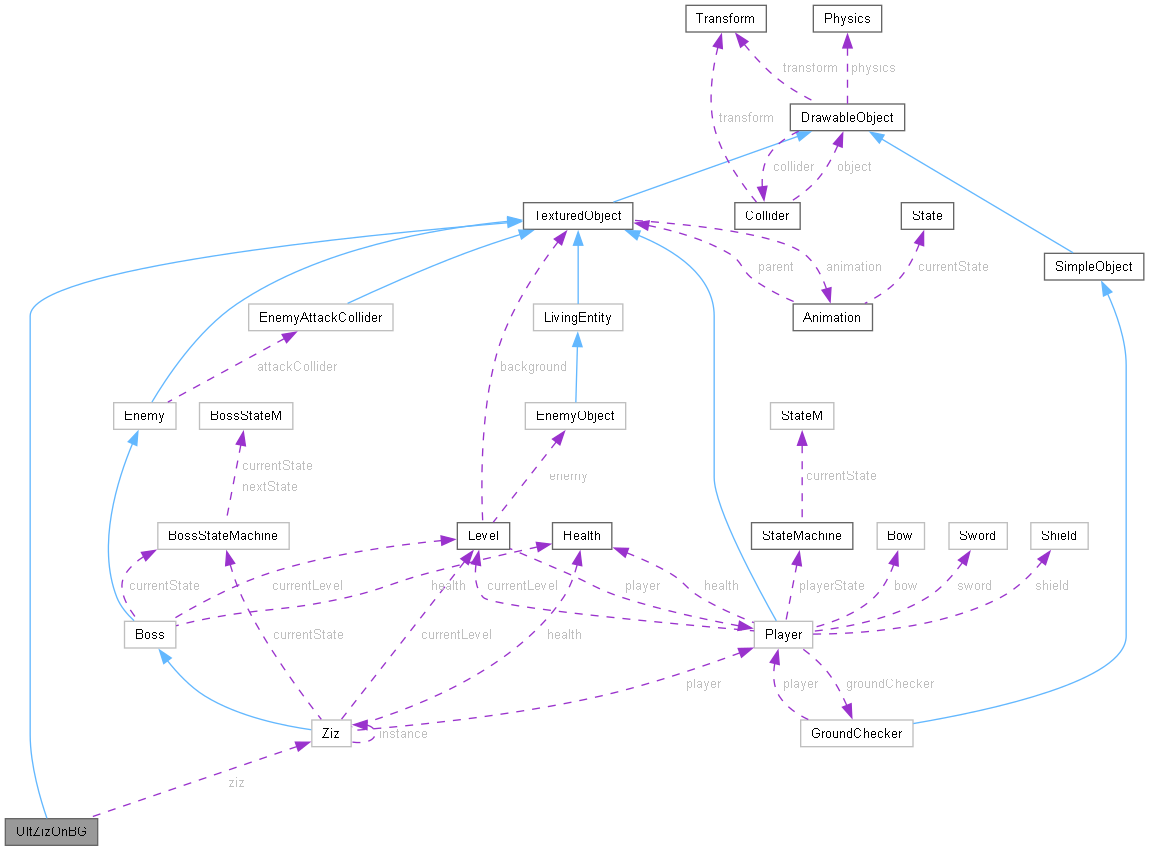 Transform
Physics
transform
physics
DrawableObject
transform
collider
object
TexturedObject
Collider
State
parent
animation
currentState
SimpleObject
EnemyAttackCollider
LivingEntity
Animation
attackCollider
background
Enemy
BossStateM
EnemyObject
StateM
currentState
nextState
enemy
currentState
BossStateMachine
Level
Health
StateMachine
Bow
Sword
Shield
currentState
currentLevel
health
currentLevel
player
health
playerState
bow
sword
shield
Boss
currentState
currentLevel
health
Player
player
player
groundChecker
Ziz
instance
GroundChecker
ziz
UltZizOnBG